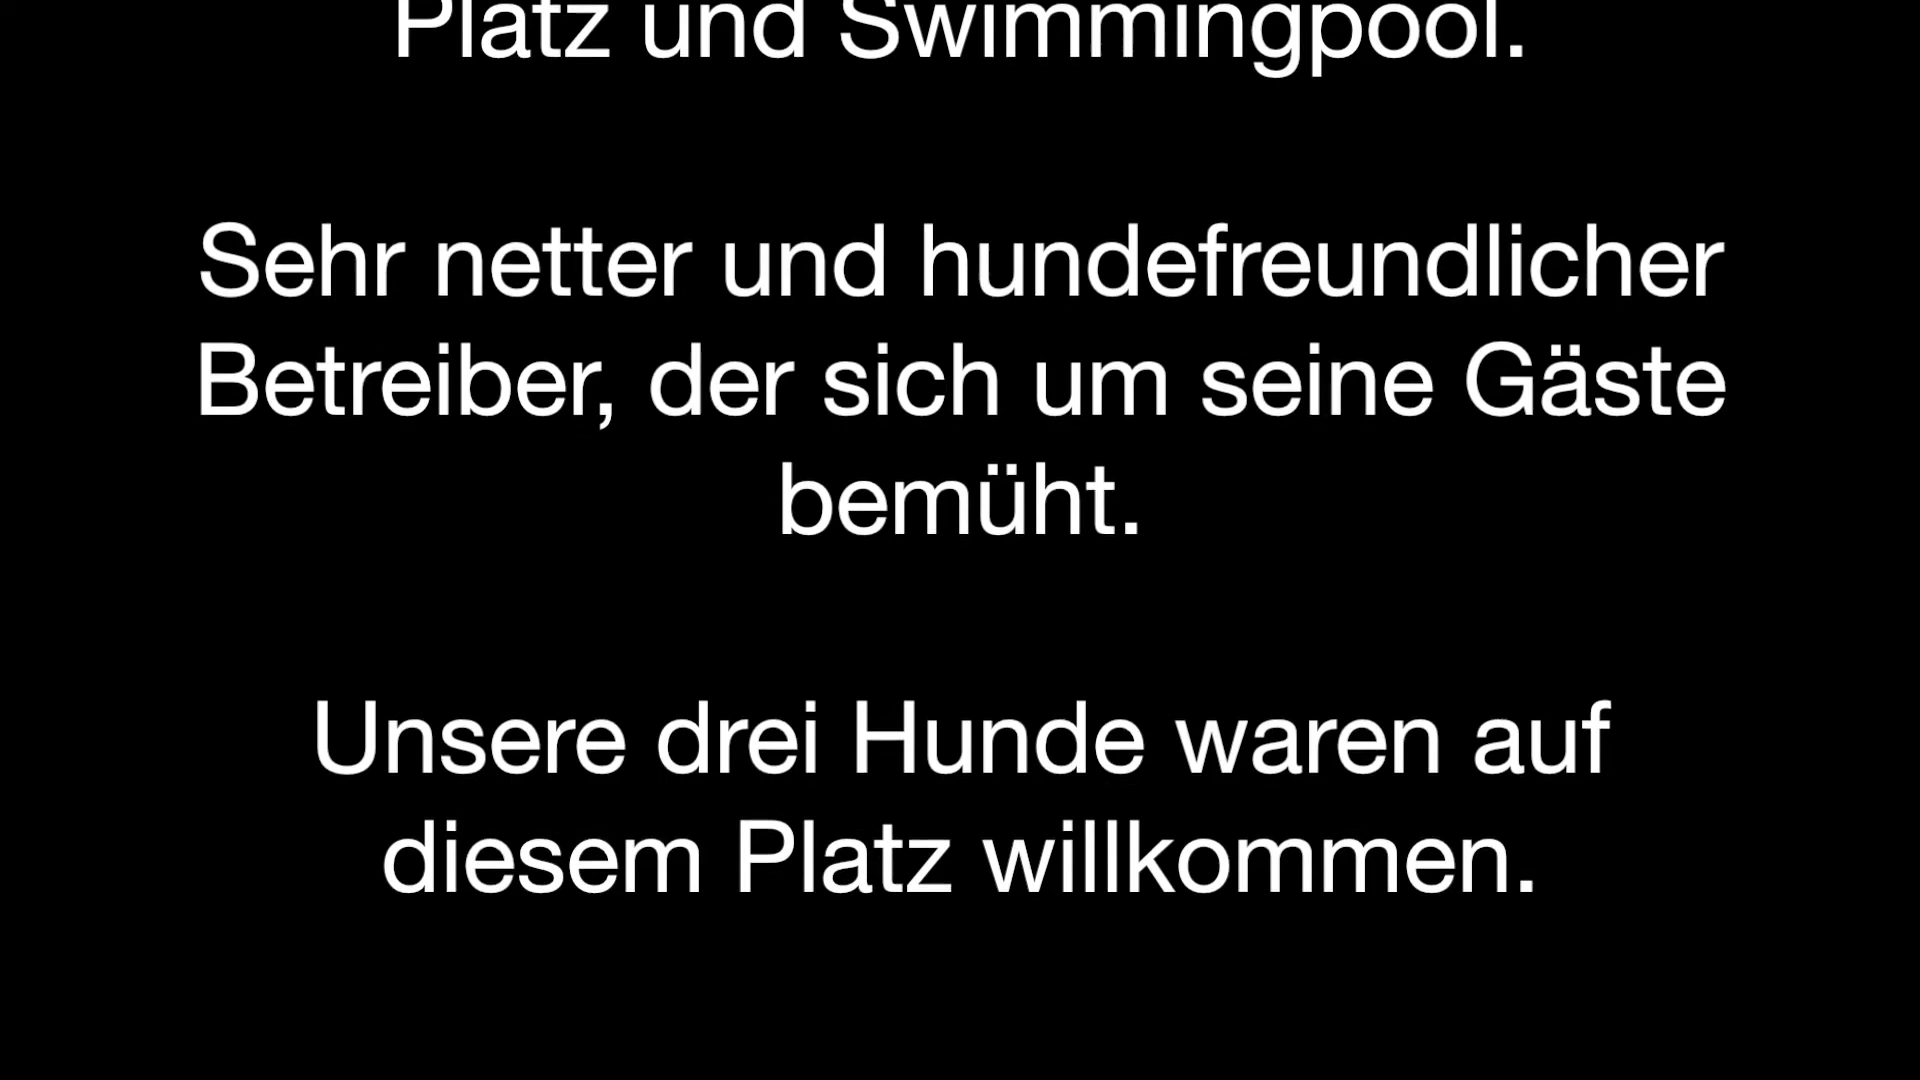 Platz und Swimmingpool.
Sehr netter und hundefreundlicher
Betreiber, der sich um seine Gäste
bemüht.
Unsere drei Hunde waren auf
diesem Platz willkommen.